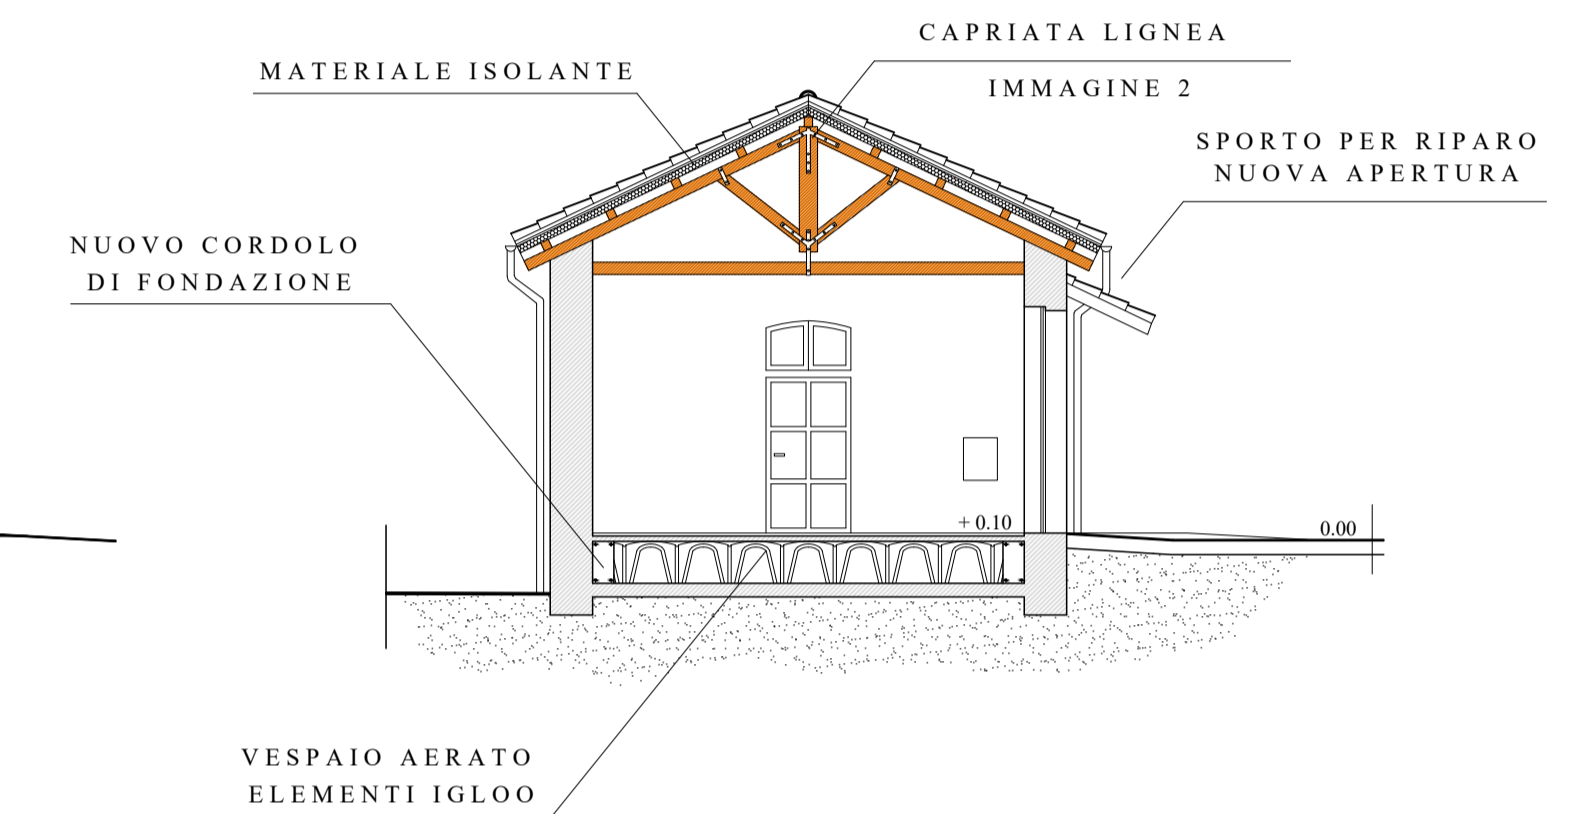 CAPRIATA LIGNEA
IMMAGINE 2
MATERIALE ISOLANTE
SPORTO PER RIPARO
NUOVA APERTURA
NUOVO CORDOLO
DI FONDAZIONE
+ 0.10
0.00
VESPAIO AERATO
ELEMENTI IGLOO